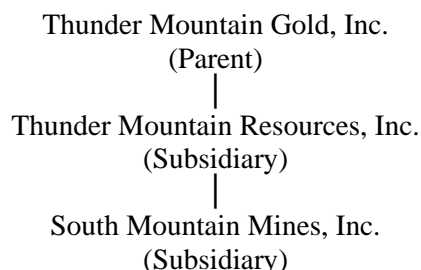 Thunder Mountain Gold, Inc.
(Parent)
Thunder Mountain Resources, Inc.
(Subsidiary)
South Mountain Mines, Inc.
(Subsidiary)